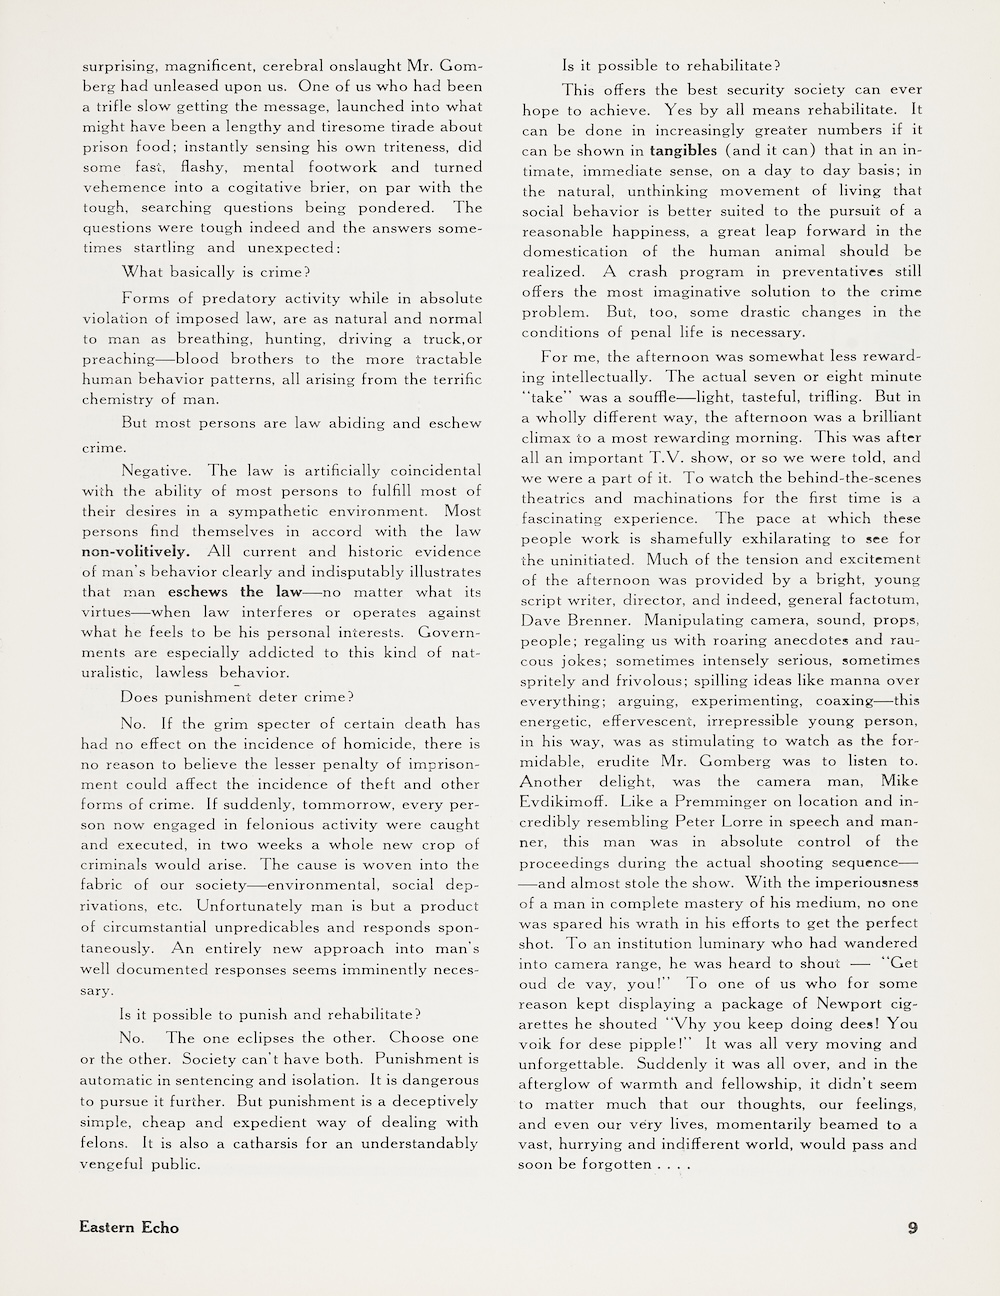 surprising, magnificent, cerebral onslaught Mr. Gom-
berg had unleased upon us. One of us who had been
a trifle slow getting the message, launched into what
might have been a lengthy and tiresome tirade about
prison food; instantly sensing his own triteness, did
some fast, flashy, mental footwork and turned
vehemence into a cogitative brier, on par with the
tough, searching questions being pondered. The
questions were tough indeed and the answers some-
times startling and unexpected:
What basically is crime?
Forms of predatory activity while in absolute
violation of imposed law, are as natural and normal
to man as breathing, hunting, driving a truck,or
preaching—blood brothers to the more tractable
human behavior patterns, all arising from the terrific
chemistry of man.
But most persons are law abiding and eschew
crime.
Negative. The law is artificially coincidental
with the ability of most persons to fulfill most of
their desires in a sympathetic environment. Most
persons find themselves in accord with the law
non-volitively. All current and historic evidence
of man's behavior clearly and indisputably illustrates
that man eschews the law—no matter what its
virtues—when law interferes or operates against
what he feels to be his personal interests. Govern-
ments are especially addicted to this kind of nat-
uralistic, lawless behavior.
Does punishment deter crime?
No. If the grim specter of certain death has
had no effect on the incidence of homicide, there is
no reason to believe the lesser penalty of imprison-
ment could affect the incidence of theft and other
forms of crime. If suddenly, tommorrow, every per-
son now engaged in felonious activity were caught
and executed, in two weeks a whole new crop of
criminals would arise. The cause is woven into the
fabric of our society—environmental, social dep-
rivations, etc. Unfortunately man is but a product
of circumstantial unpredicables and responds spon-
taneously. An entirely new approach into man's
well documented responses seems imminently neces-
sary.
Is it possible to punish and rehabilitate?
No. The one eclipses the other. Choose one
or the other. Society can't have both. Punishment is
automatic in sentencing and isolation. It is dangerous
to pursue it further. But punishment is a deceptively
simple, cheap and expedient way of dealing with
felons. It is also a catharsis for an understandably
vengeful public.
Is it possible to rehabilitate?
This offers the best security society can ever
hope to achieve. Yes by all means rehabilitate. It
can be done in increasingly greater numbers if it
can be shown in tangibles (and it can) that in an in-
timate, immediate sense, on a day to day basis; in
the natural, unthinking movement of living that
social behavior is better suited to the pursuit of a
reasonable happiness, a great leap forward in the
domestication of the human animal should be
realized. A crash program in preventatives still
offers the most imaginative solution to the crime
problem. But, too, some drastic changes in the
conditions of penal life is necessary.
For me, the afternoon was somewhat less reward-
ing intellectually. The actual seven or eight minute
"take" was a souffle—light, tasteful, trifling. But in
a wholly different way, the afternoon was a brilliant
climax to a most rewarding morning. This was after
all an important T.V. show, or so we were told, and
we were a part of it. To watch the behind-the-scenes
theatrics and machinations for the first time is a
fascinating experience. The pace at which these
people work is shamefully exhilarating to see for
the uninitiated. Much of the tension and excitement
of the afternoon was provided by a bright, young
script writer, director, and indeed, general factotum,
Dave Brenner. Manipulating camera, sound, props,
people; regaling us with roaring anecdotes and rau-
cous jokes; sometimes intensely serious, sometimes
spritely and frivolous; spilling ideas like manna over
everything; arguing, experimenting, coaxing—this
energetic, effervescent, irrepressible young person,
in his way, was as stimulating to watch as the for-
midable, erudite Mr. Gomberg was to listen to.
Another delight, was the camera man, Mike
Evdikimoff. Like a Premminger on location and in-
credibly resembling Peter Lorre in speech and man-
ner, this man was in absolute control of the
proceedings during the actual shooting sequence—
—and almost stole the show. With the imperiousness
of a man in complete mastery of his medium, no one
was spared his wrath in his efforts to get the perfect
shot. To an institution luminary who had wandered
into camera range, he was heard to shout — "Get
oud de vay, you!" To one of us who for some
reason kept displaying a package of Newport cig-
arettes he shouted "Vhy you keep doing dees! You
voik for dese pipple!" It was all very moving and
unforgettable. Suddenly it was all over, and in the
afterglow of warmth and fellowship, it didn't seem
to matter much that our thoughts, our feelings,
and even our very lives, momentarily beamed to a
vast, hurrying and indifferent world, would pass and
soon be forgotten . . . .
Eastern Echo
9